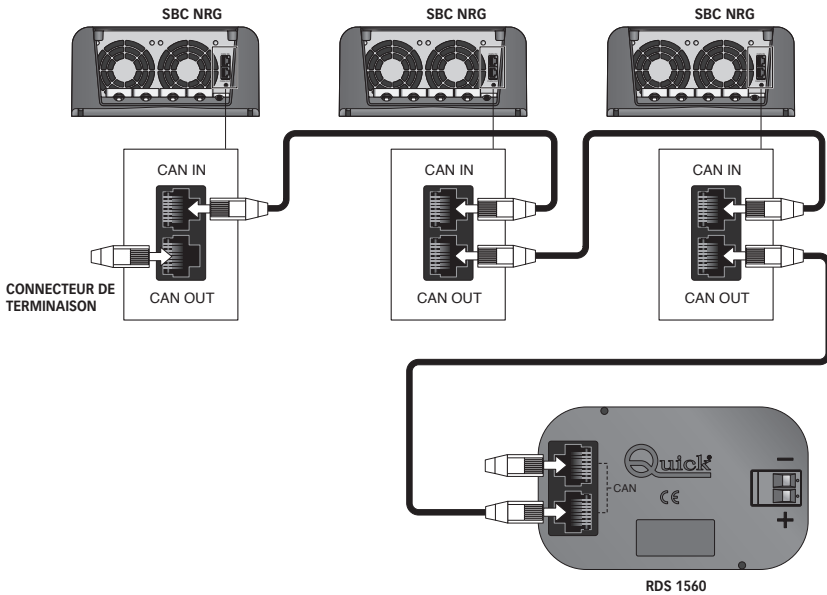 SBC NRG
SBC NRG
SBC NRG
CAN IN
CAN IN
CAN IN
CONNECTEUR DE
TERMINAISON
CAN OUT
CAN OUT
CAN OUT
Quick®
CAN
CE
–
+
RDS 1560